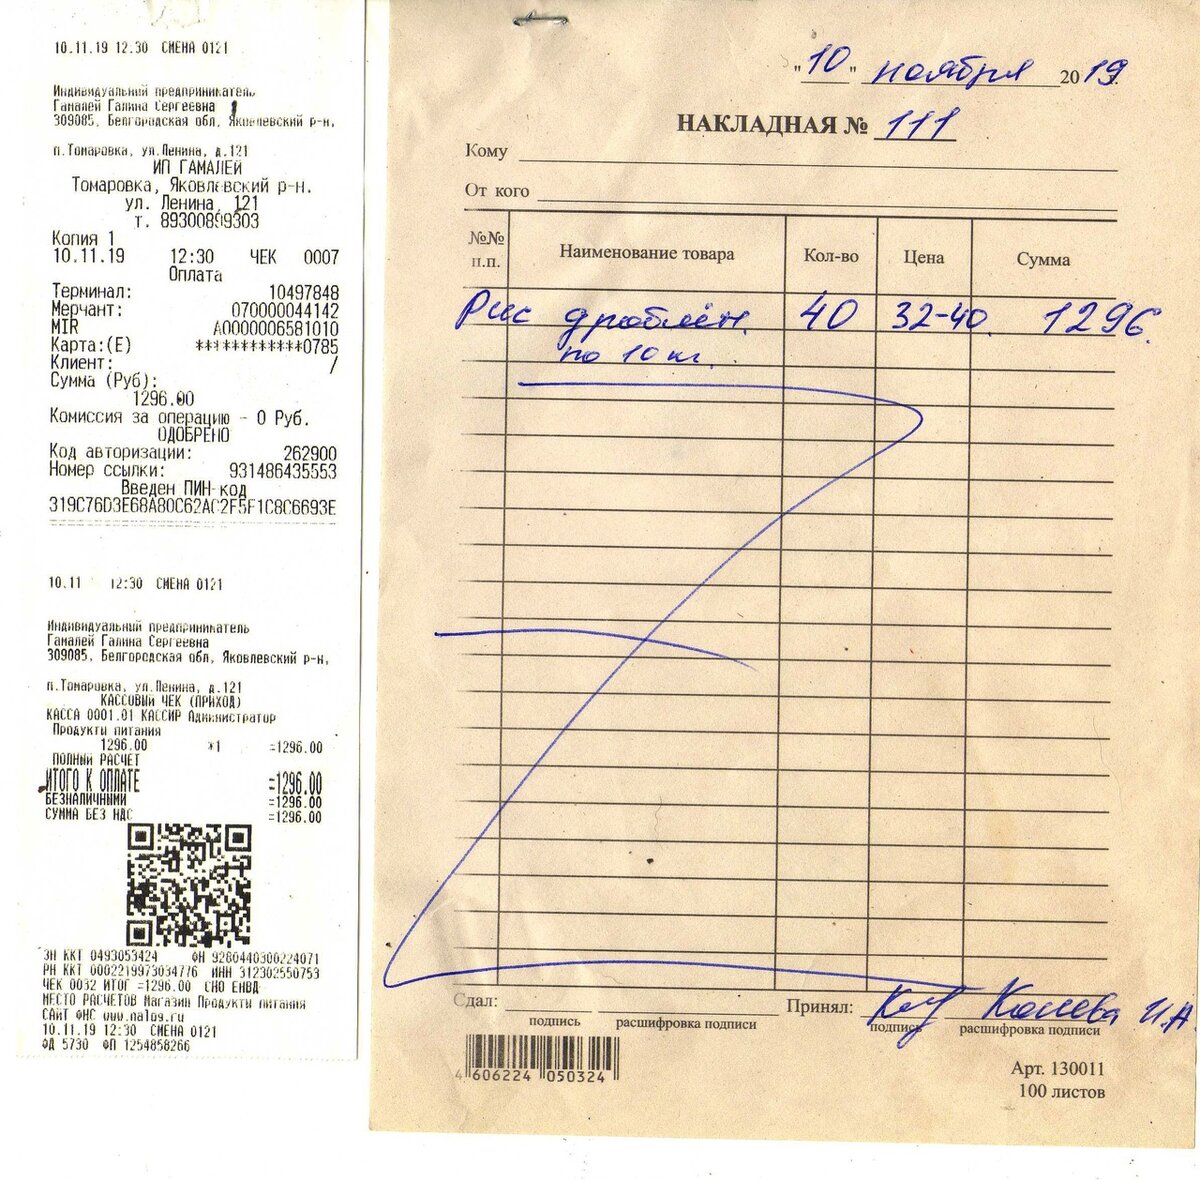 10.11.19 12:30 СМЕНА 0121
Индивидуальный предприниматель
Гамалей Галина Сергеевна
309085, Белгородская обл, Яковлевский р-н,
п.Томаровка, ул.Ленина, д.121
ИП ГАМАЛЕЙ
Томаровка, Яковлевский р-н.
ул. Ленина, 121
т. 89300899303
Копия 1
10.11.19 12:30 ЧЕК 0007
Оплата
Терминал: 10497848
Мерчант: 070000044142
MIR A0000006581010
Карта:(E) ************0785
Клиент: /
Сумма (Руб):
1296.00
Комиссия за операцию - 0 Руб.
ОДОБРЕНО
Код авторизации: 262900
Номер ссылки: 931486435553
Введен ПИН-код
319C76D3E68A80C62AC2F5F1C8C6693E
10.11 12:30 СМЕНА 0121
Индивидуальный предприниматель
Гамалей Галина Сергеевна
309085, Белгородская обл, Яковлевский р-н,
п.Томаровка, ул.Ленина, д.121
КАССОВЫЙ ЧЕК (ПРИХОД)
КАССА 0001.01 КАССИР Администратор
Продукты питания
1296.00 *1 =1296.00
ПОЛНЫЙ РАСЧЕТ
ИТОГО К ОПЛАТЕ =1296.00
БЕЗНАЛИЧНЫМИ =1296.00
СУММА БЕЗ НДС =1296.00
ЗН ККТ 0493053424 ФН 9280440300224071
РН ККТ 0002219973034776 ИНН 312302550753
ЧЕК 0032 ИТОГ =1296.00 СНО ЕНВД
МЕСТО РАСЧЕТОВ Магазин Продукты питания
САЙТ ФНС www.nalog.ru
10.11.19 12:30 СМЕНА 0121
ФД 5730 ФП 1254858266
"10" ноября 2019
НАКЛАДНАЯ № 111
Кому
От кого
№№ п.п. Наименование товара Кол-во Цена Сумма
Рис дроблён. 40 32-40. 1296.
по 10 кг.
Сдал: Принял: Колева И.А
подпись расшифровка подписи подпись расшифровка подписи
4 606224 050324
Арт. 130011
100 листов